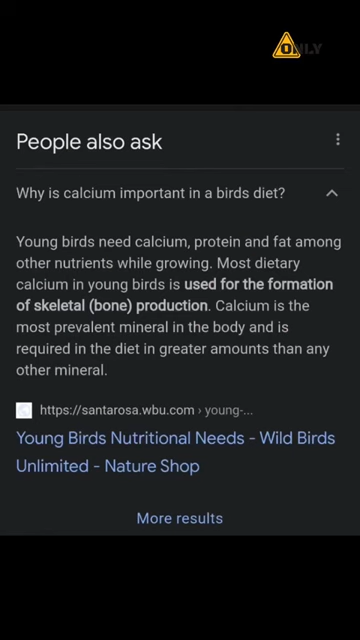 ONLY
People also ask
Why is calcium important in a birds diet?
Young birds need calcium, protein and fat among
other nutrients while growing. Most dietary
calcium in young birds is used for the formation
of skeletal (bone) production. Calcium is the
most prevalent mineral in the body and is
required in the diet in greater amounts than any
other mineral.
https://santarosa.wbu.com › young-...
Young Birds Nutritional Needs - Wild Birds
Unlimited - Nature Shop
More results